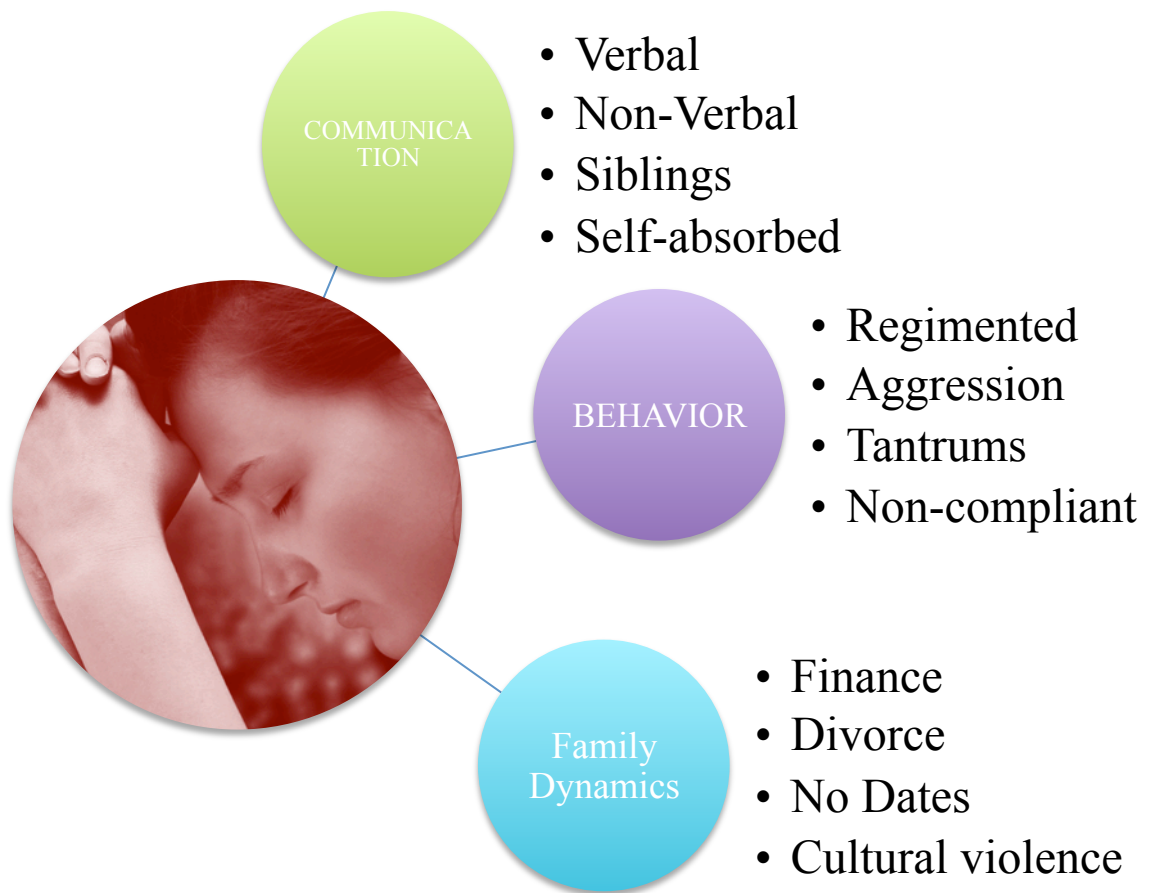 COMMUNICA
TION
• Verbal
• Non-Verbal
• Siblings
• Self-absorbed
BEHAVIOR
• Regimented
• Aggression
• Tantrums
• Non-compliant
Family
Dynamics
• Finance
• Divorce
• No Dates
• Cultural violence